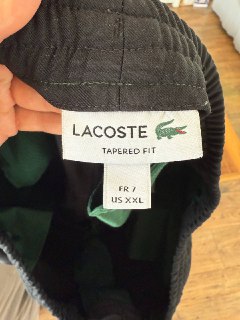 LACOSTE
TAPERED FIT
FR 7
US XXL